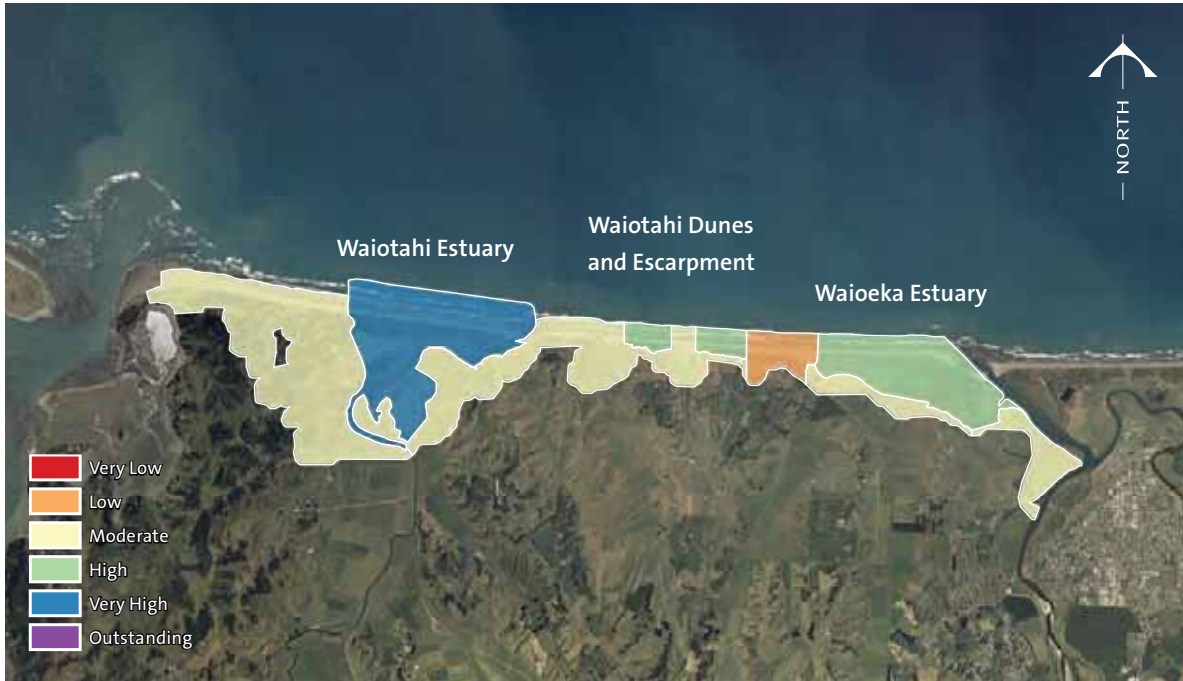 NORTH
Waiotahi Estuary
Waiotahi Dunes
and Escarpment
Waioeka Estuary
Very Low
Low
Moderate
High
Very High
Outstanding